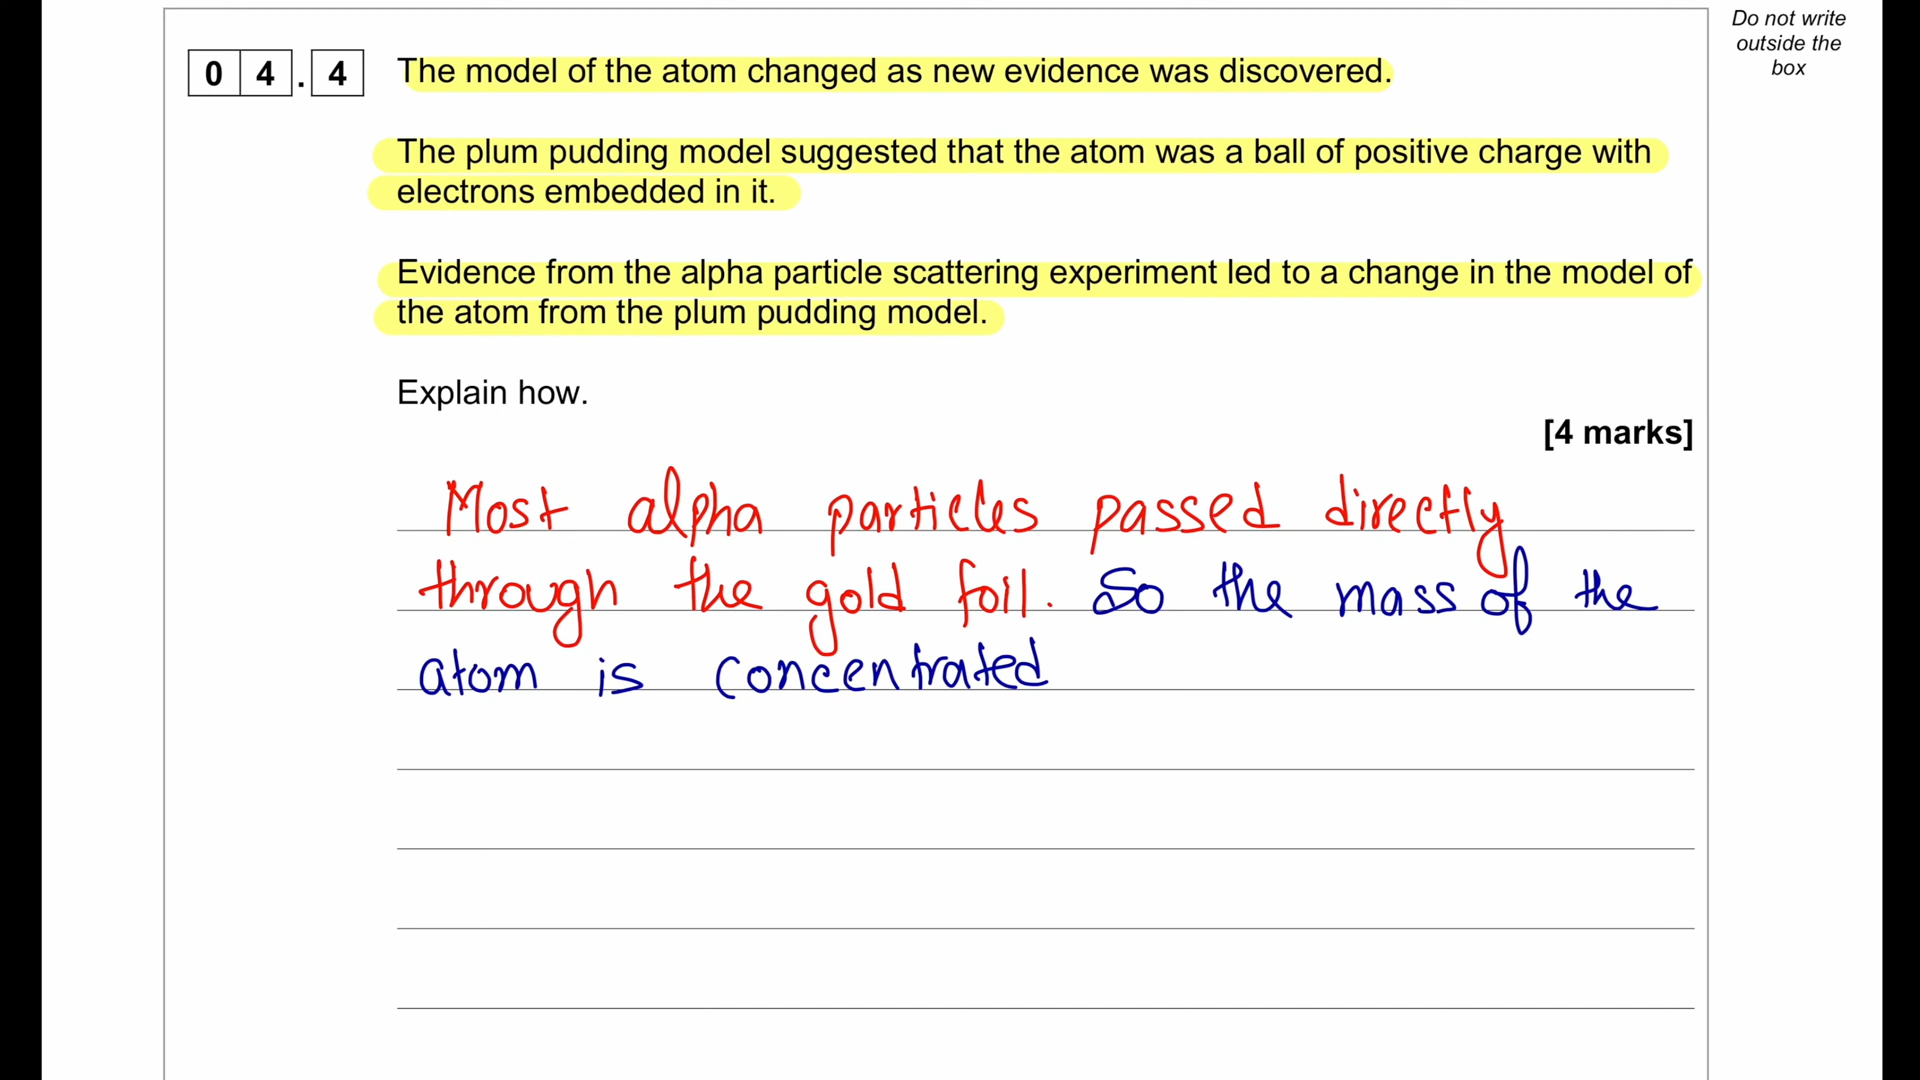 Do not write
outside the
box
04.4 The model of the atom changed as new evidence was discovered.
The plum pudding model suggested that the atom was a ball of positive charge with
electrons embedded in it.
Evidence from the alpha particle scattering experiment led to a change in the model of
the atom from the plum pudding model.
Explain how.
[4 marks]
Most alpha particles passed directly
through the gold foil. So the mass of the
atom is concentrated